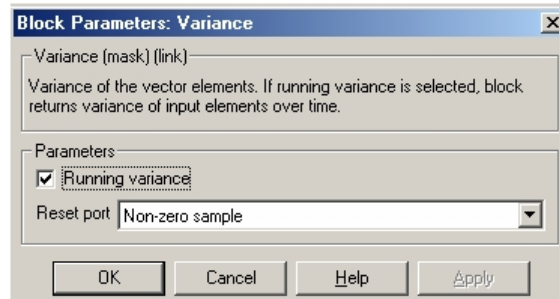 Block Parameters: Variance
Variance (mask) (link)
Variance of the vector elements. If running variance is selected, block
returns variance of input elements over time.
Parameters
Running variance
Reset port Non-zero sample
OK Cancel Help Apply